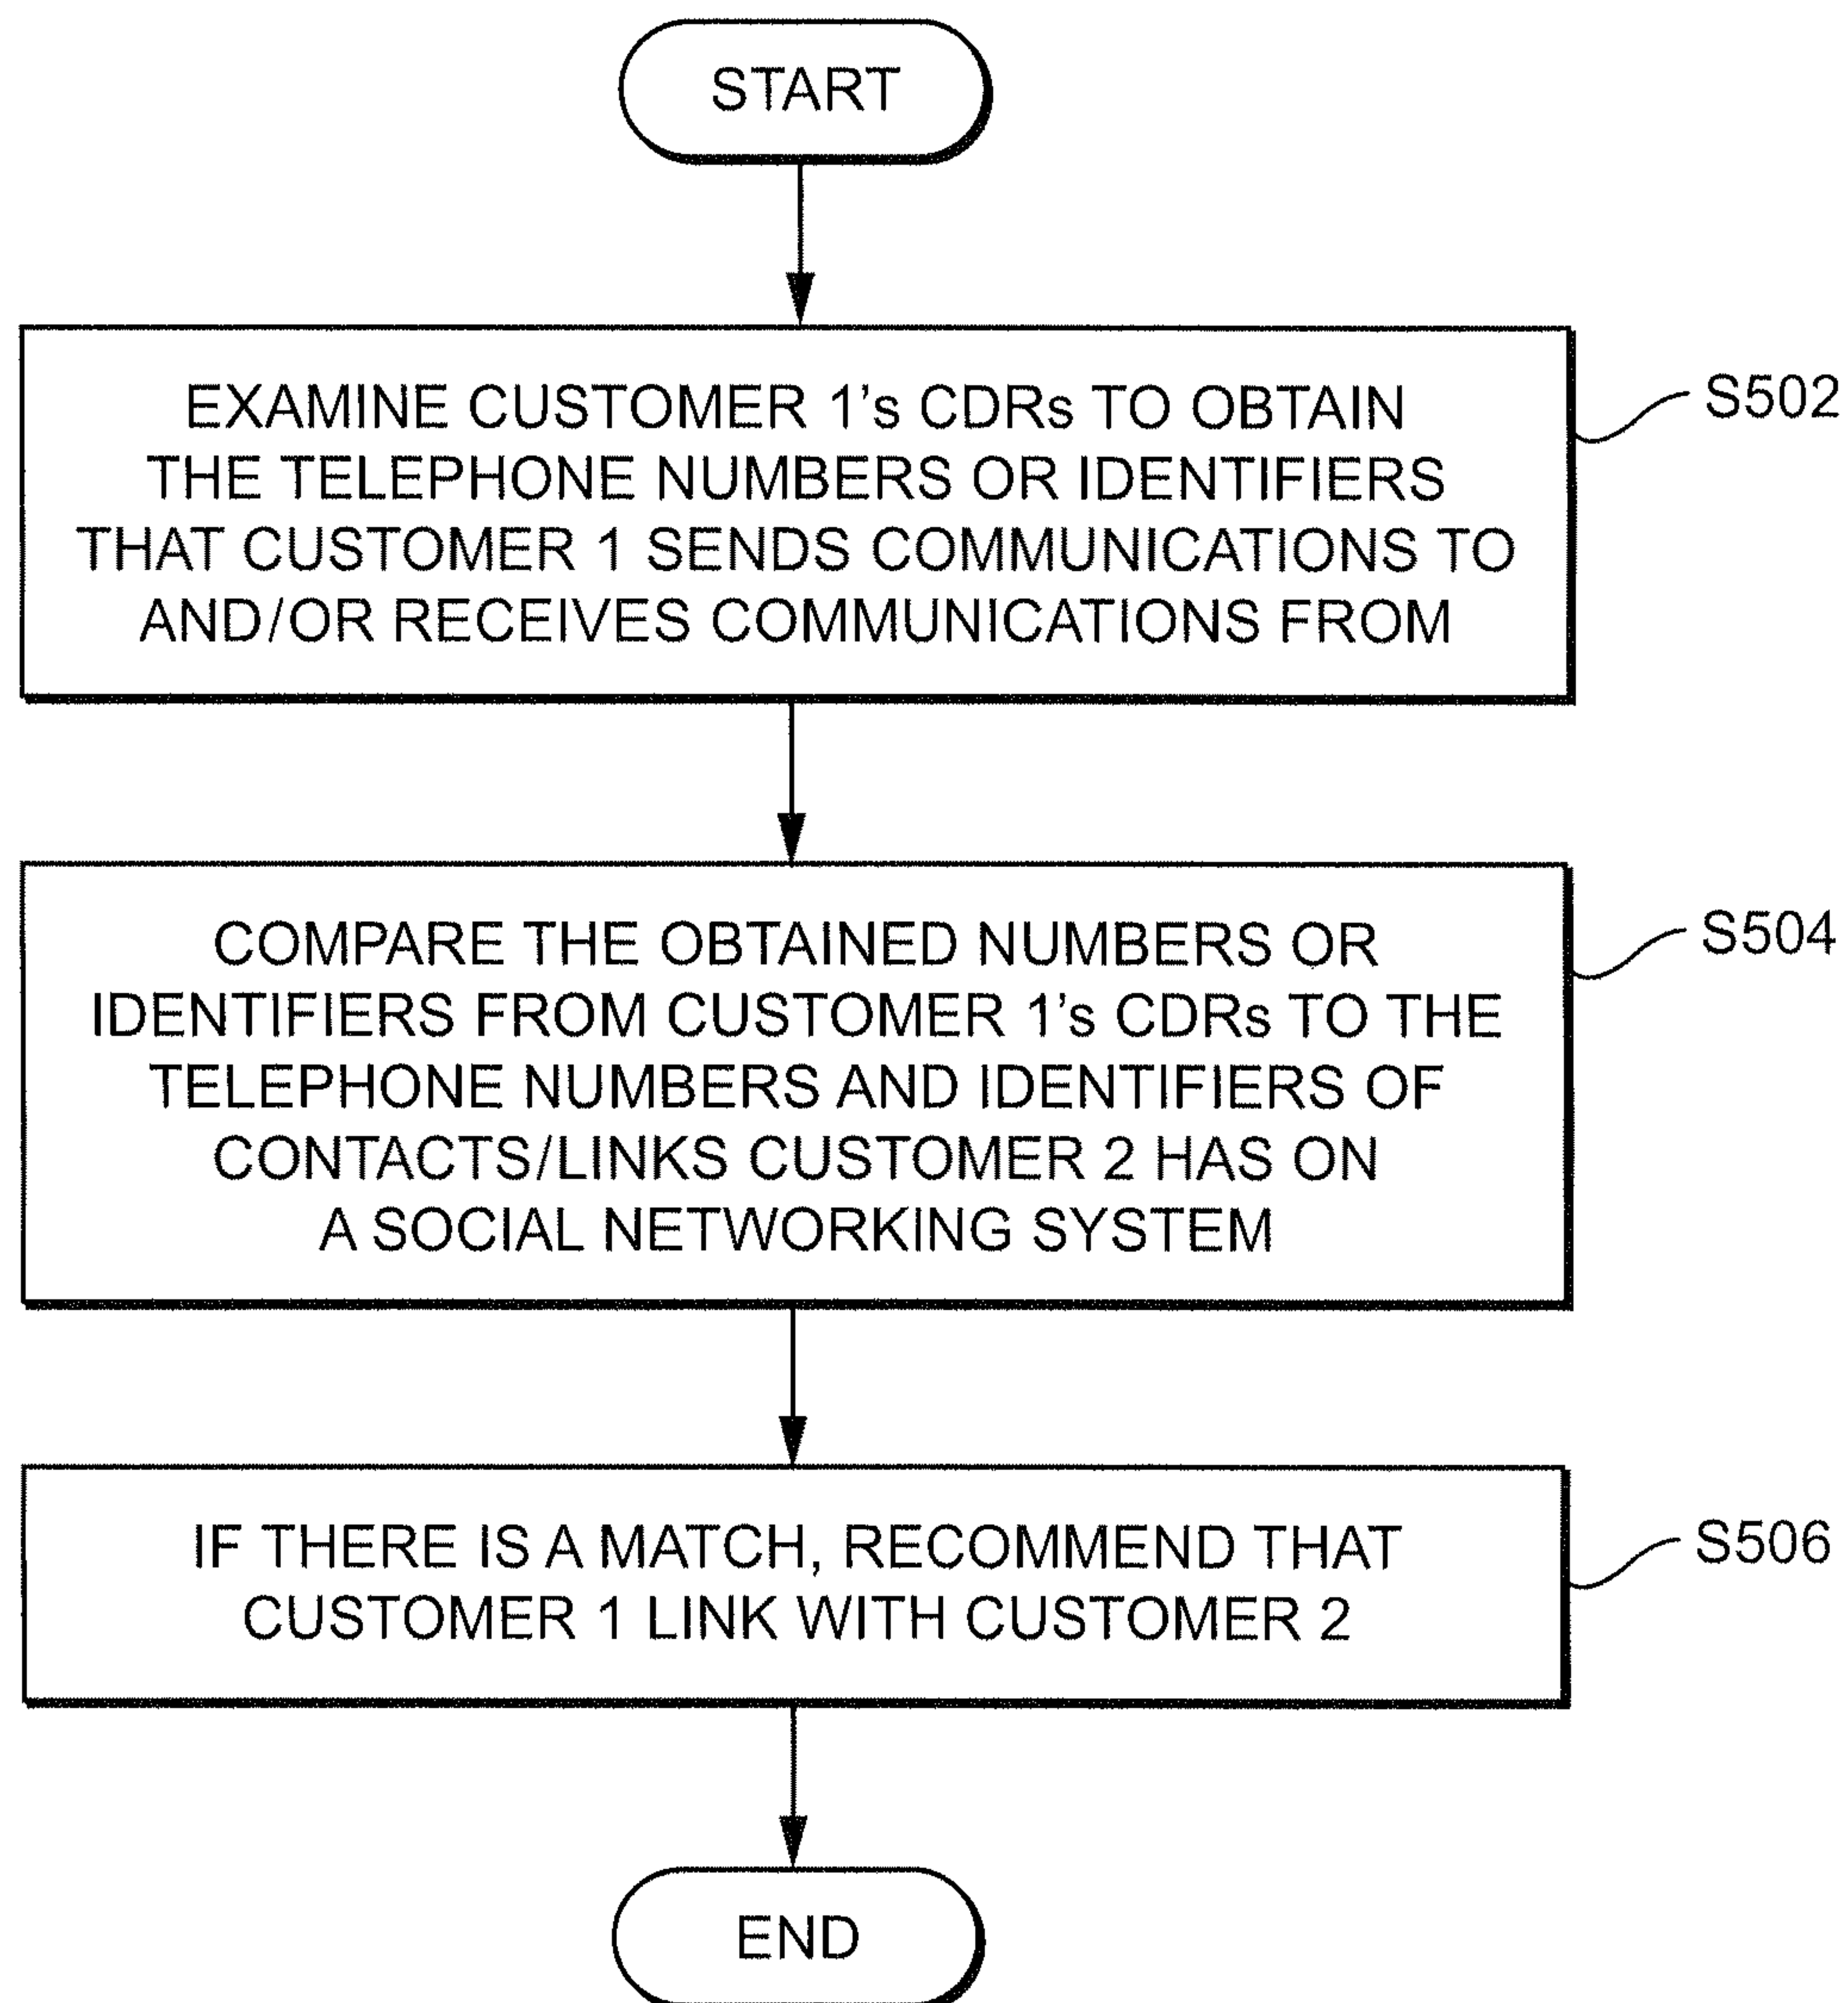 START
EXAMINE CUSTOMER 1's CDRs TO OBTAIN
THE TELEPHONE NUMBERS OR IDENTIFIERS
THAT CUSTOMER 1 SENDS COMMUNICATIONS TO
AND/OR RECEIVES COMMUNICATIONS FROM
S502
COMPARE THE OBTAINED NUMBERS OR
IDENTIFIERS FROM CUSTOMER 1's CDRs TO THE
TELEPHONE NUMBERS AND IDENTIFIERS OF
CONTACTS/LINKS CUSTOMER 2 HAS ON
A SOCIAL NETWORKING SYSTEM
S504
IF THERE IS A MATCH, RECOMMEND THAT
CUSTOMER 1 LINK WITH CUSTOMER 2
S506
END